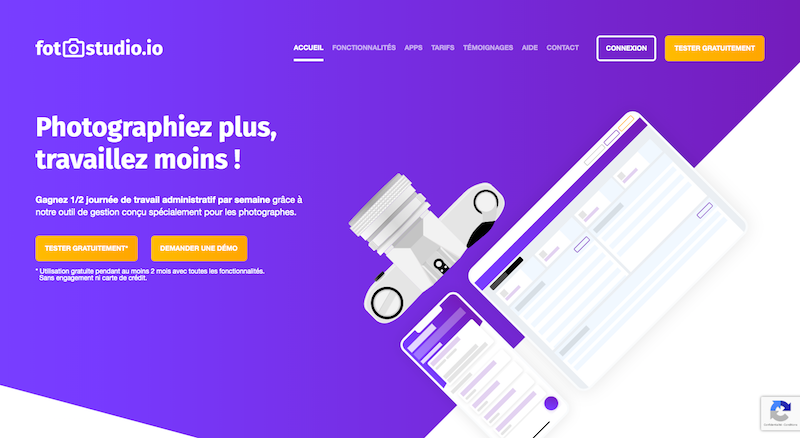 fotostudio.io
ACCUEIL FONCTIONNALITÉS APPS TARIFS TÉMOIGNAGES AIDE CONTACT CONNEXION TESTER GRATUITEMENT
Photographiez plus,
travaillez moins !
Gagnez 1/2 journée de travail administratif par semaine grâce à
notre outil de gestion conçu spécialement pour les photographes.
TESTER GRATUITEMENT* DEMANDER UNE DÉMO
* Utilisation gratuite pendant au moins 2 mois avec toutes les fonctionnalités.
Sans engagement ni carte de crédit.